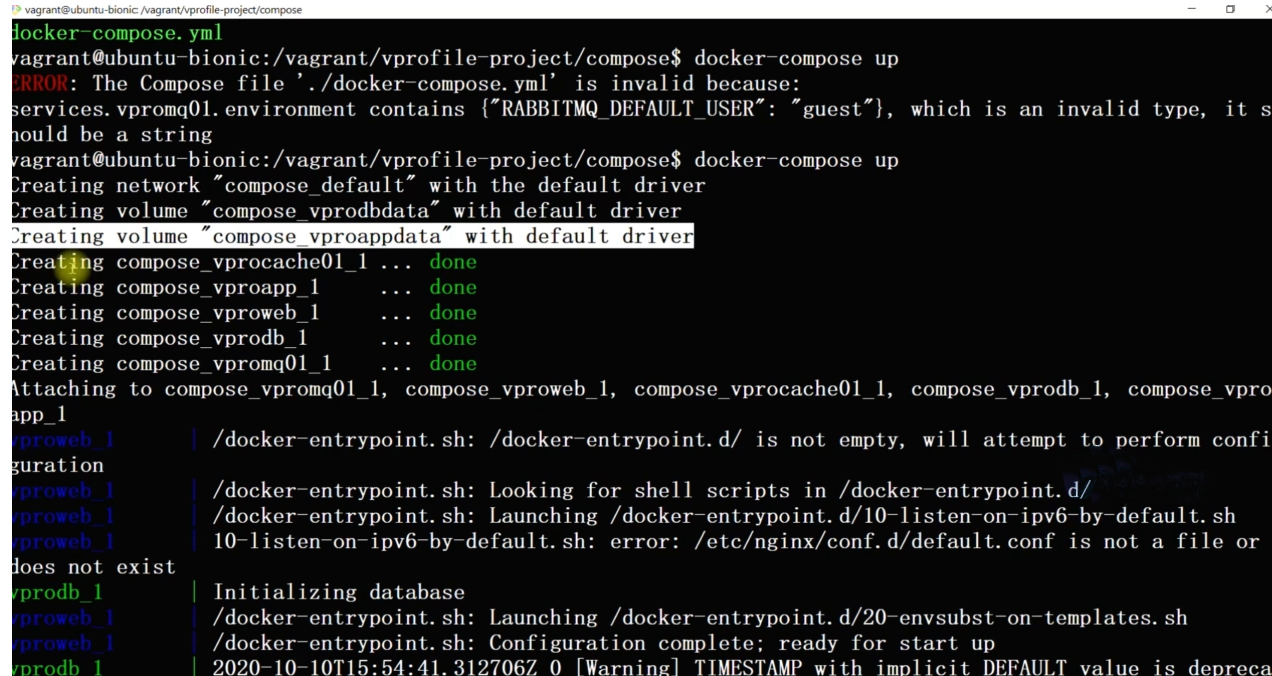 vagrant@ubuntu-bionic: /vagrant/vprofile-project/compose
docker-compose.yml
vagrant@ubuntu-bionic:/vagrant/vprofile-project/compose$ docker-compose up
ERROR: The Compose file './docker-compose.yml' is invalid because:
services.vpromq01.environment contains {"RABBITMQ_DEFAULT_USER": "guest"}, which is an invalid type, it s
hould be a string
vagrant@ubuntu-bionic:/vagrant/vprofile-project/compose$ docker-compose up
Creating network "compose_default" with the default driver
Creating volume "compose_vprodbdata" with default driver
Creating volume "compose_vproappdata" with default driver
Creating compose_vprocache01_1 ... done
Creating compose_vproapp_1     ... done
Creating compose_vproweb_1     ... done
Creating compose_vprodb_1      ... done
Creating compose_vpromq01_1    ... done
Attaching to compose_vpromq01_1, compose_vproweb_1, compose_vprocache01_1, compose_vprodb_1, compose_vpro
app_1
vproweb_1      | /docker-entrypoint.sh: /docker-entrypoint.d/ is not empty, will attempt to perform confi
guration
vproweb_1      | /docker-entrypoint.sh: Looking for shell scripts in /docker-entrypoint.d/
vproweb_1      | /docker-entrypoint.sh: Launching /docker-entrypoint.d/10-listen-on-ipv6-by-default.sh
vproweb_1      | 10-listen-on-ipv6-by-default.sh: error: /etc/nginx/conf.d/default.conf is not a file or
does not exist
vprodb_1       | Initializing database
vproweb_1      | /docker-entrypoint.sh: Launching /docker-entrypoint.d/20-envsubst-on-templates.sh
vproweb_1      | /docker-entrypoint.sh: Configuration complete; ready for start up
vprodb_1       | 2020-10-10T15:54:41.312706Z 0 [Warning] TIMESTAMP with implicit DEFAULT value is depreca